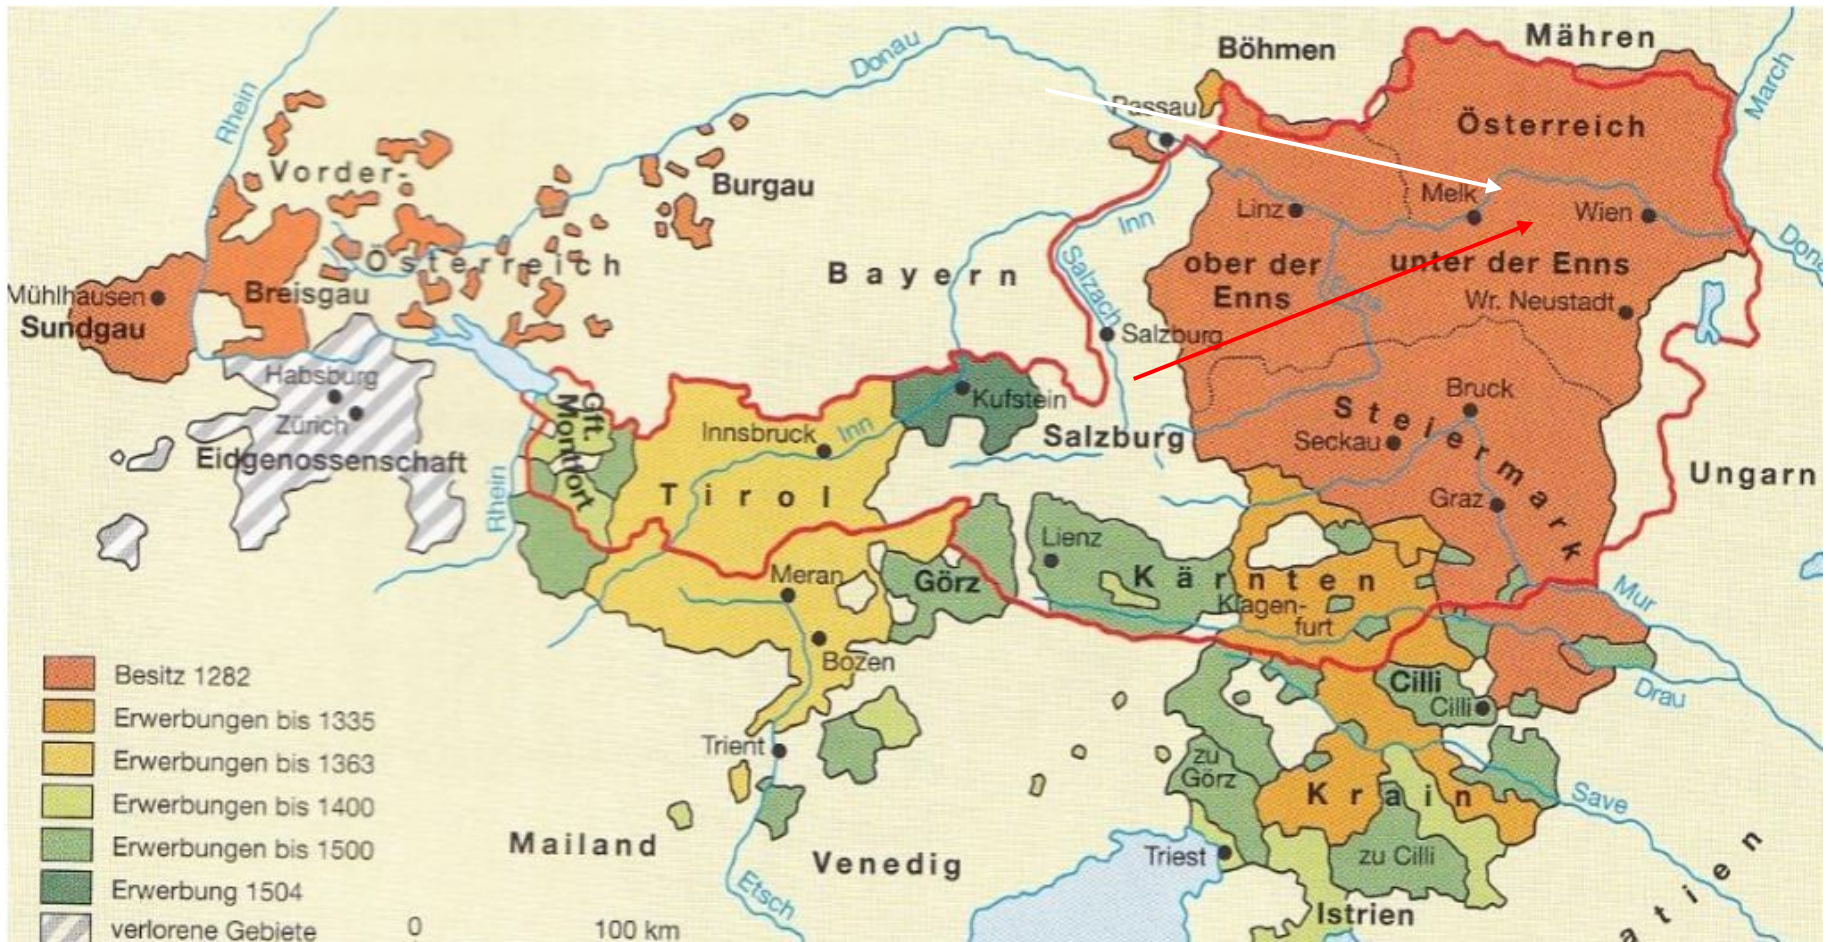 Böhmen
Mähren
Donau
March
Rhein
Passau
Österreich
Vorder-
Österreich
Burgau
Melk
Linz
Wien
Inn
Donau
Bayern
Salzach
ober der
Enns
unter der Enns
Enns
Mühlhausen
Sundgau
Breisgau
Wr. Neustadt
Salzburg
Habsburg
Zürich
Eidgenossenschaft
Gft.
Montfort
Kufstein
Innsbruck
Inn
Salzburg
Bruck
Steiermark
Seckau
Graz
Ungarn
Rhein
Tirol
Lienz
Görz
Kärnten
Klagen-
furt
Meran
Bozen
Mur
Drau
Cilli
Cilli
Trient
zu
Görz
Krain
Save
Mailand
Venedig
Triest
zu Cilli
Etsch
Istrien
atien
Besitz 1282
Erwerbungen bis 1335
Erwerbungen bis 1363
Erwerbungen bis 1400
Erwerbungen bis 1500
Erwerbung 1504
verlorene Gebiete
0 100 km